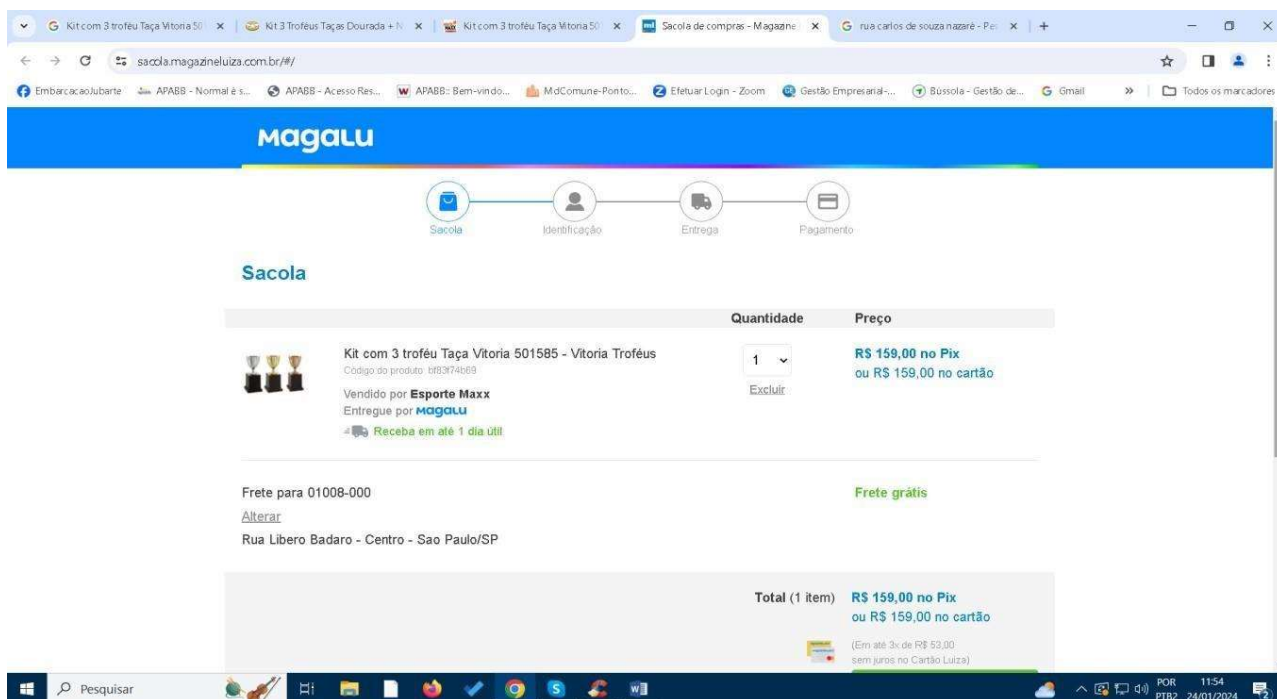 Kit com 3 troféu Taça Vitoria 50
Kit 3 Troféus Taças Dourada + N
Kit com 3 troféu Taça Vitoria 50
Sacola de compras - Magazine
rua carlos de souza nazaré - Pe
sacola.magazineluiza.com.br/#/
EmbarcacaoJubarte
APABB - Normal é s...
APABB - Acesso Res...
APABB:: Bem-vindo...
MdComune-Ponto...
Efetuar Login - Zoom
Gestão Empresarial-...
Bússola - Gestão de...
Gmail
»
Todos os marcadores
Magalu
Sacola
Identificação
Entrega
Pagamento
Sacola
Quantidade
Preço
Kit com 3 troféu Taça Vitoria 501585 - Vitoria Troféus
Código do produto: bf83f74b69
Vendido por Esporte Maxx
Entregue por Magalu
Receba em até 1 dia útil
1
Excluir
R$ 159,00 no Pix
ou R$ 159,00 no cartão
Frete para 01008-000
Frete grátis
Alterar
Rua Libero Badaro - Centro - Sao Paulo/SP
Total (1 item)
R$ 159,00 no Pix
ou R$ 159,00 no cartão
(Em até 3x de R$ 53,00
sem juros no Cartão Luiza)
Pesquisar
POR
PTB2
11:54
24/01/2024